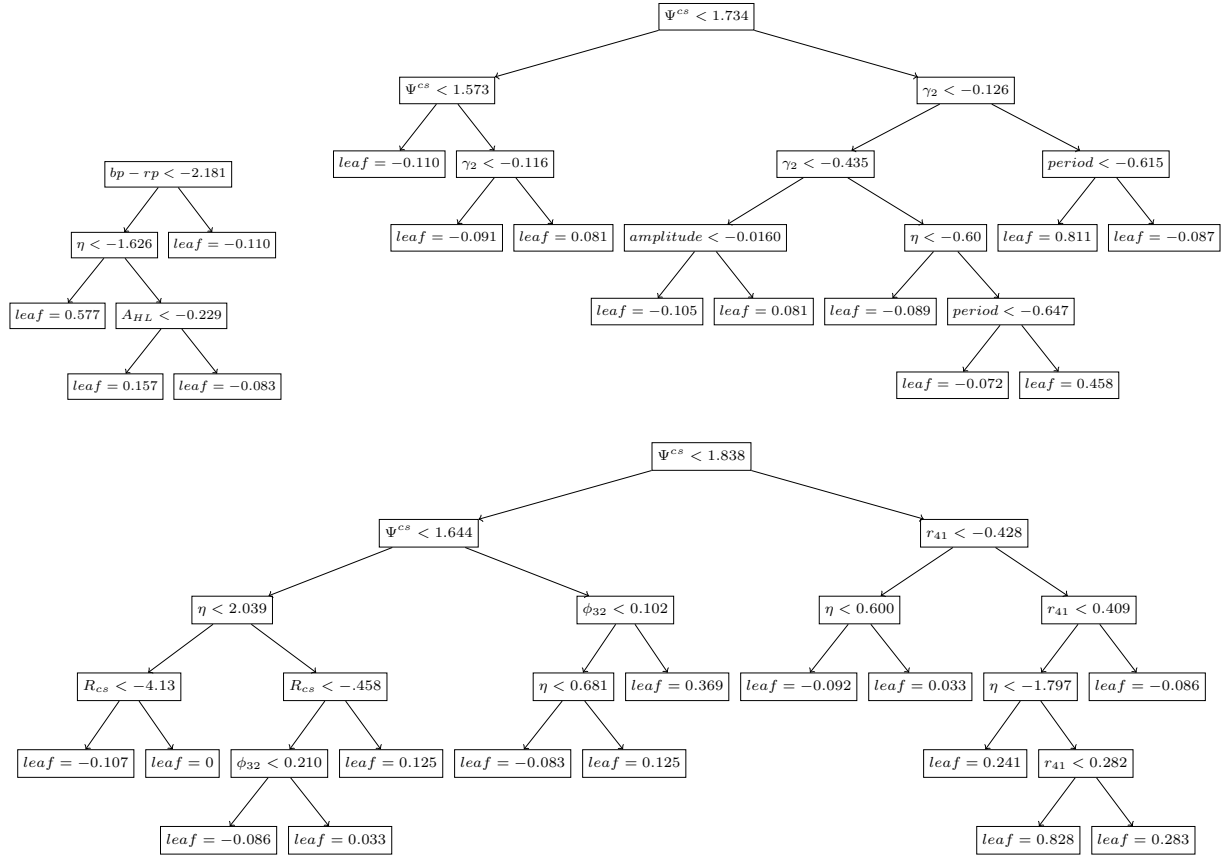 Ψ^{cs} < 1.734
Ψ^{cs} < 1.573
γ₂ < −0.126
leaf = −0.110
γ₂ < −0.116
γ₂ < −0.435
period < −0.615
leaf = −0.091
leaf = 0.081
amplitude < −0.0160
η < −0.60
leaf = 0.811
leaf = −0.087
leaf = −0.105
leaf = 0.081
leaf = −0.089
period < −0.647
leaf = −0.072
leaf = 0.458
bp − rp < −2.181
η < −1.626
leaf = −0.110
leaf = 0.577
A_{HL} < −0.229
leaf = 0.157
leaf = −0.083
Ψ^{cs} < 1.838
Ψ^{cs} < 1.644
r₄₁ < −0.428
η < 2.039
ϕ₃₂ < 0.102
η < 0.600
r₄₁ < 0.409
R_{cs} < −4.13
R_{cs} < −.458
η < 0.681
leaf = 0.369
leaf = −0.092
leaf = 0.033
η < −1.797
leaf = −0.086
leaf = −0.107
leaf = 0
ϕ₃₂ < 0.210
leaf = 0.125
leaf = −0.083
leaf = 0.125
leaf = 0.241
r₄₁ < 0.282
leaf = −0.086
leaf = 0.033
leaf = 0.828
leaf = 0.283